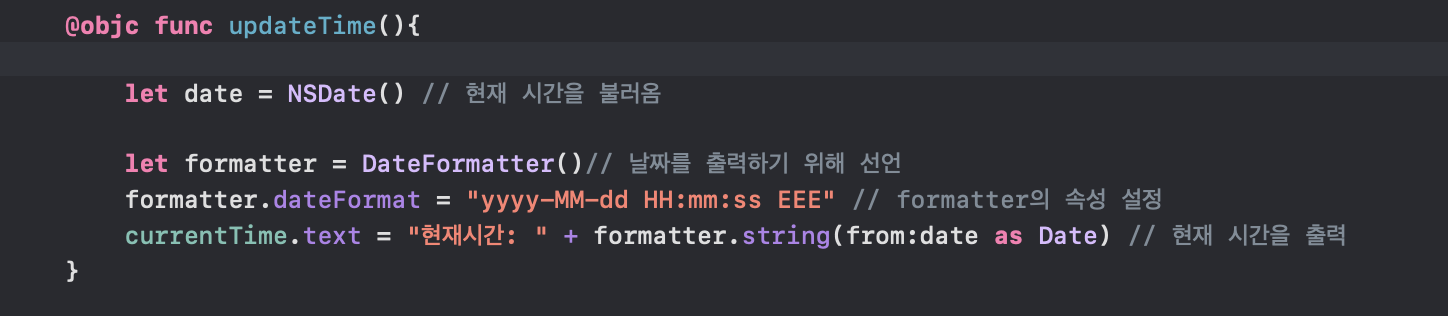 @objc func updateTime(){
let date = NSDate() // 현재 시간을 불러옴
let formatter = DateFormatter()// 날짜를 출력하기 위해 선언
formatter.dateFormat = "yyyy-MM-dd HH:mm:ss EEE" // formatter의 속성 설정
currentTime.text = "현재시간: " + formatter.string(from:date as Date) // 현재 시간을 출력
}